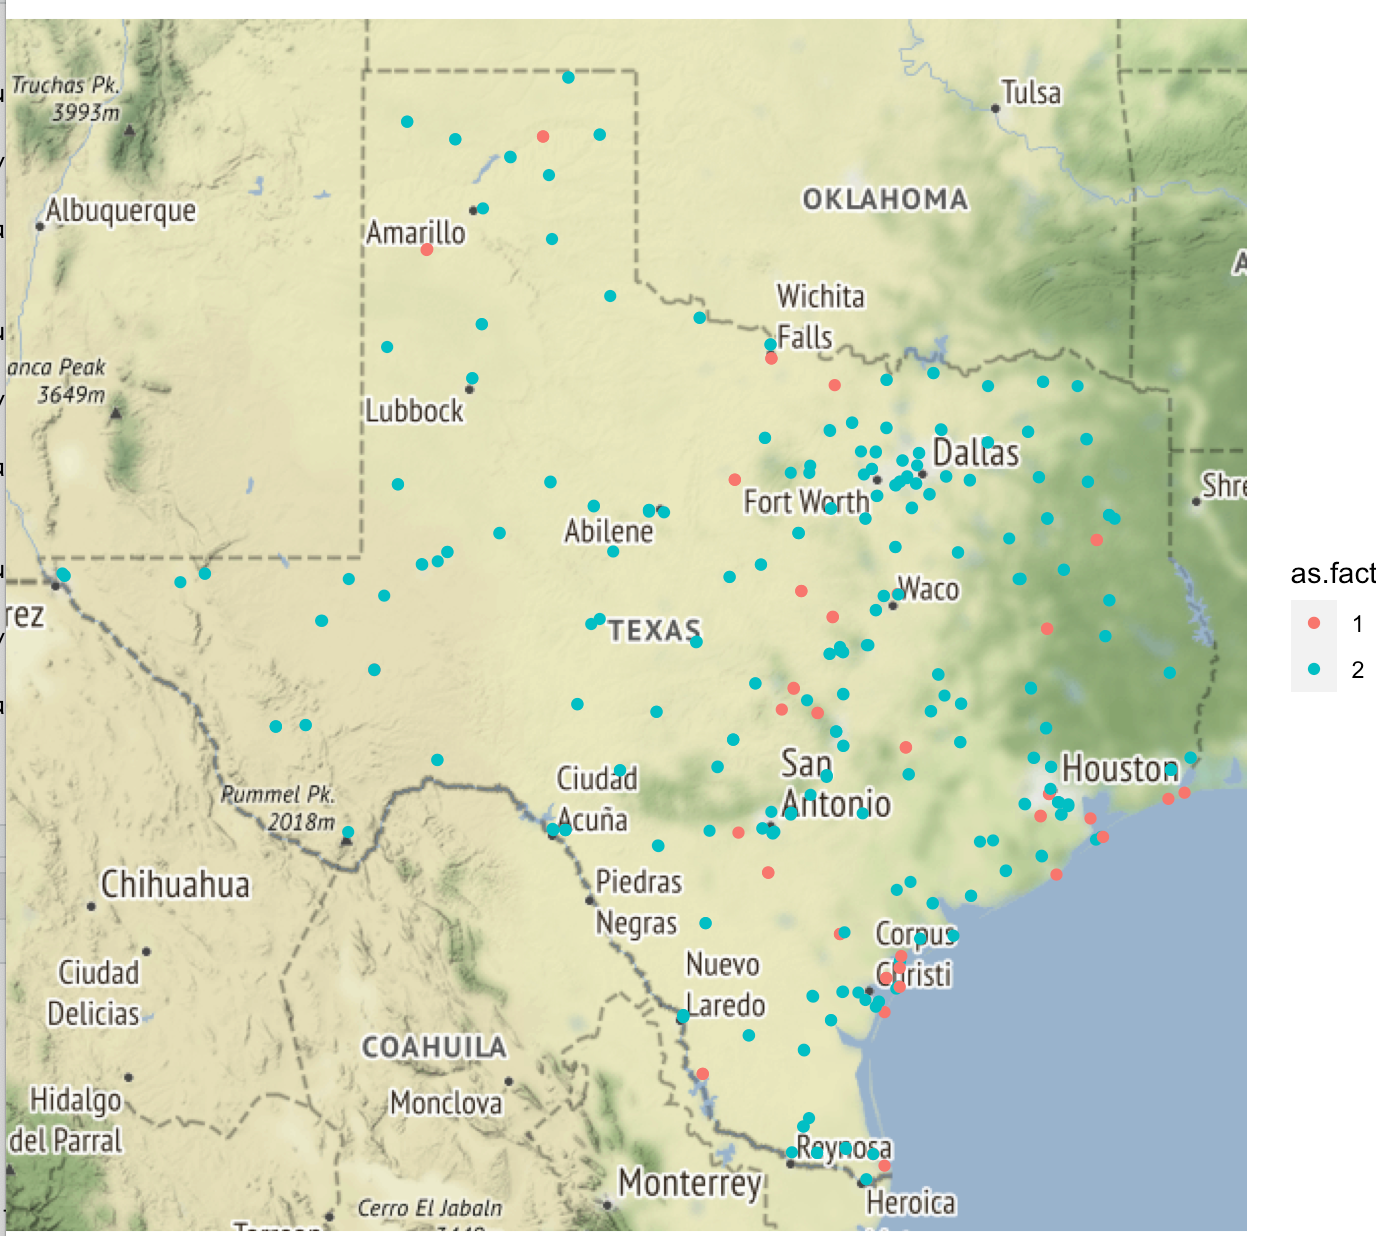 Truchas Pk.
3993m
Tulsa
Albuquerque
OKLAHOMA
Amarillo
A
Wichita
Falls
anca Peak
3649m
Lubbock
Dallas
Shre
Fort Worth
Abilene
as.fact
Waco
rez
TEXAS
1
2
San
Antonio
Houston
Ciudad
Acuña
Pummel Pk.
2018m
Chihuahua
Piedras
Negras
Corpus
Christi
Ciudad
Delicias
Nuevo
Laredo
COAHUILA
Monclova
Hidalgo
del Parral
Reynosa
Monterrey
Heroica
Cerro El Jabaln